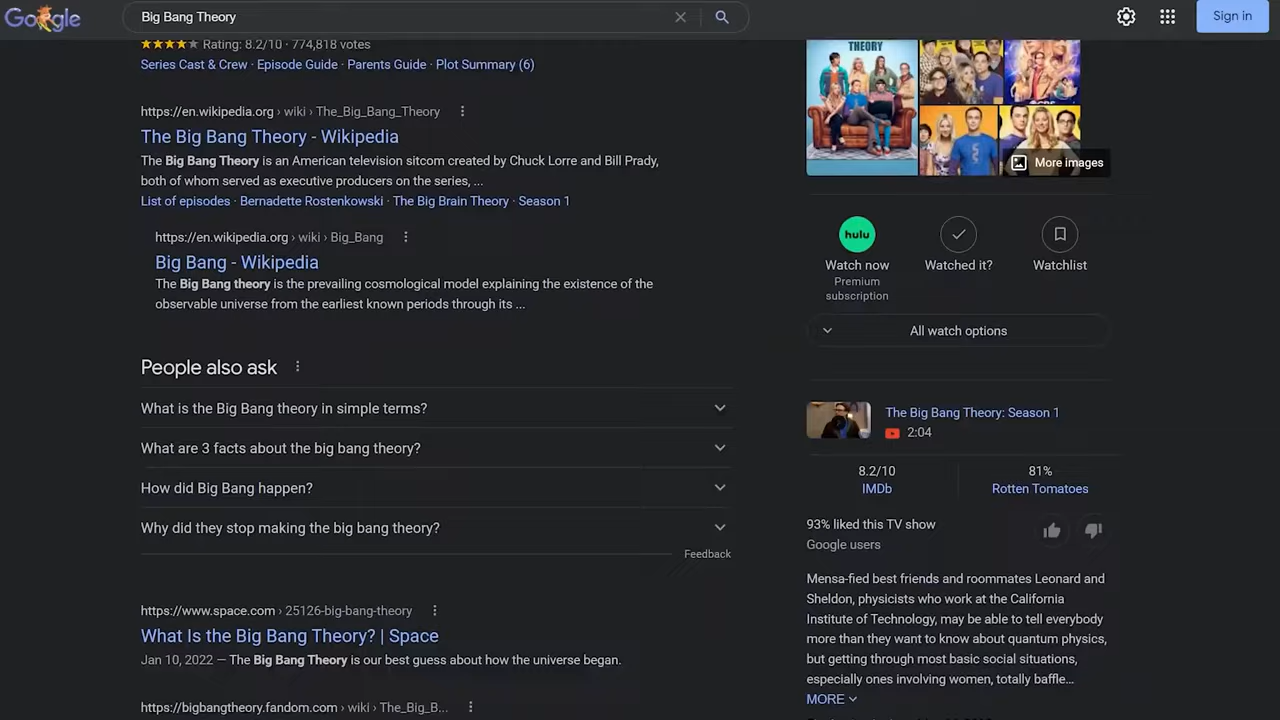 Google
Big Bang Theory
Sign in
Rating: 8.2/10 · 774,818 votes
Series Cast & Crew · Episode Guide · Parents Guide · Plot Summary (6)
https://en.wikipedia.org › wiki › The_Big_Bang_Theory
The Big Bang Theory - Wikipedia
The Big Bang Theory is an American television sitcom created by Chuck Lorre and Bill Prady,
both of whom served as executive producers on the series, ...
List of episodes · Bernadette Rostenkowski · The Big Brain Theory · Season 1
https://en.wikipedia.org › wiki › Big_Bang
Big Bang - Wikipedia
The Big Bang theory is the prevailing cosmological model explaining the existence of the
observable universe from the earliest known periods through its ...
People also ask
What is the Big Bang theory in simple terms?
What are 3 facts about the big bang theory?
How did Big Bang happen?
Why did they stop making the big bang theory?
Feedback
https://www.space.com › 25126-big-bang-theory
What Is the Big Bang Theory? | Space
Jan 10, 2022 — The Big Bang Theory is our best guess about how the universe began.
https://bigbangtheory.fandom.com › wiki › The_Big_B...
THEORY
More images
hulu
Watch now
Premium
subscription
Watched it?
Watchlist
All watch options
The Big Bang Theory: Season 1
2:04
8.2/10
IMDb
81%
Rotten Tomatoes
93% liked this TV show
Google users
Mensa-fied best friends and roommates Leonard and
Sheldon, physicists who work at the California
Institute of Technology, may be able to tell everybody
more than they want to know about quantum physics,
but getting through most basic social situations,
especially ones involving women, totally baffle...
MORE